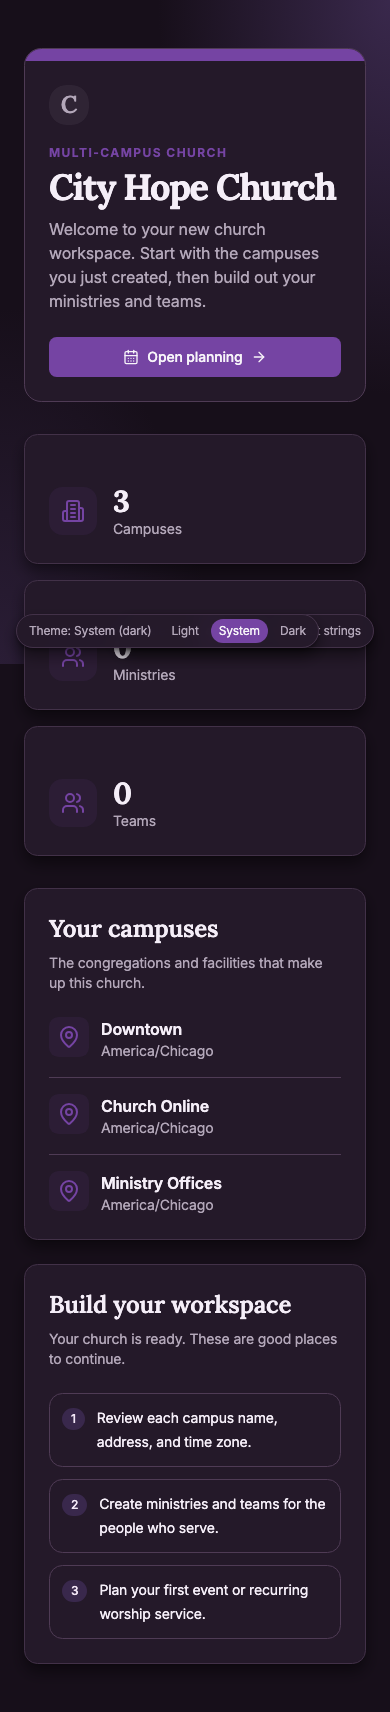 C
MULTI-CAMPUS CHURCH
City Hope Church
Welcome to your new church
workspace. Start with the campuses
you just created, then build out your
ministries and teams.
Open planning
3
Campuses
Theme: System (dark) Light System Dark strings
0
Ministries
0
Teams
Your campuses
The congregations and facilities that make
up this church.
Downtown
America/Chicago
Church Online
America/Chicago
Ministry Offices
America/Chicago
Build your workspace
Your church is ready. These are good places
to continue.
1 Review each campus name,
address, and time zone.
2 Create ministries and teams for the
people who serve.
3 Plan your first event or recurring
worship service.